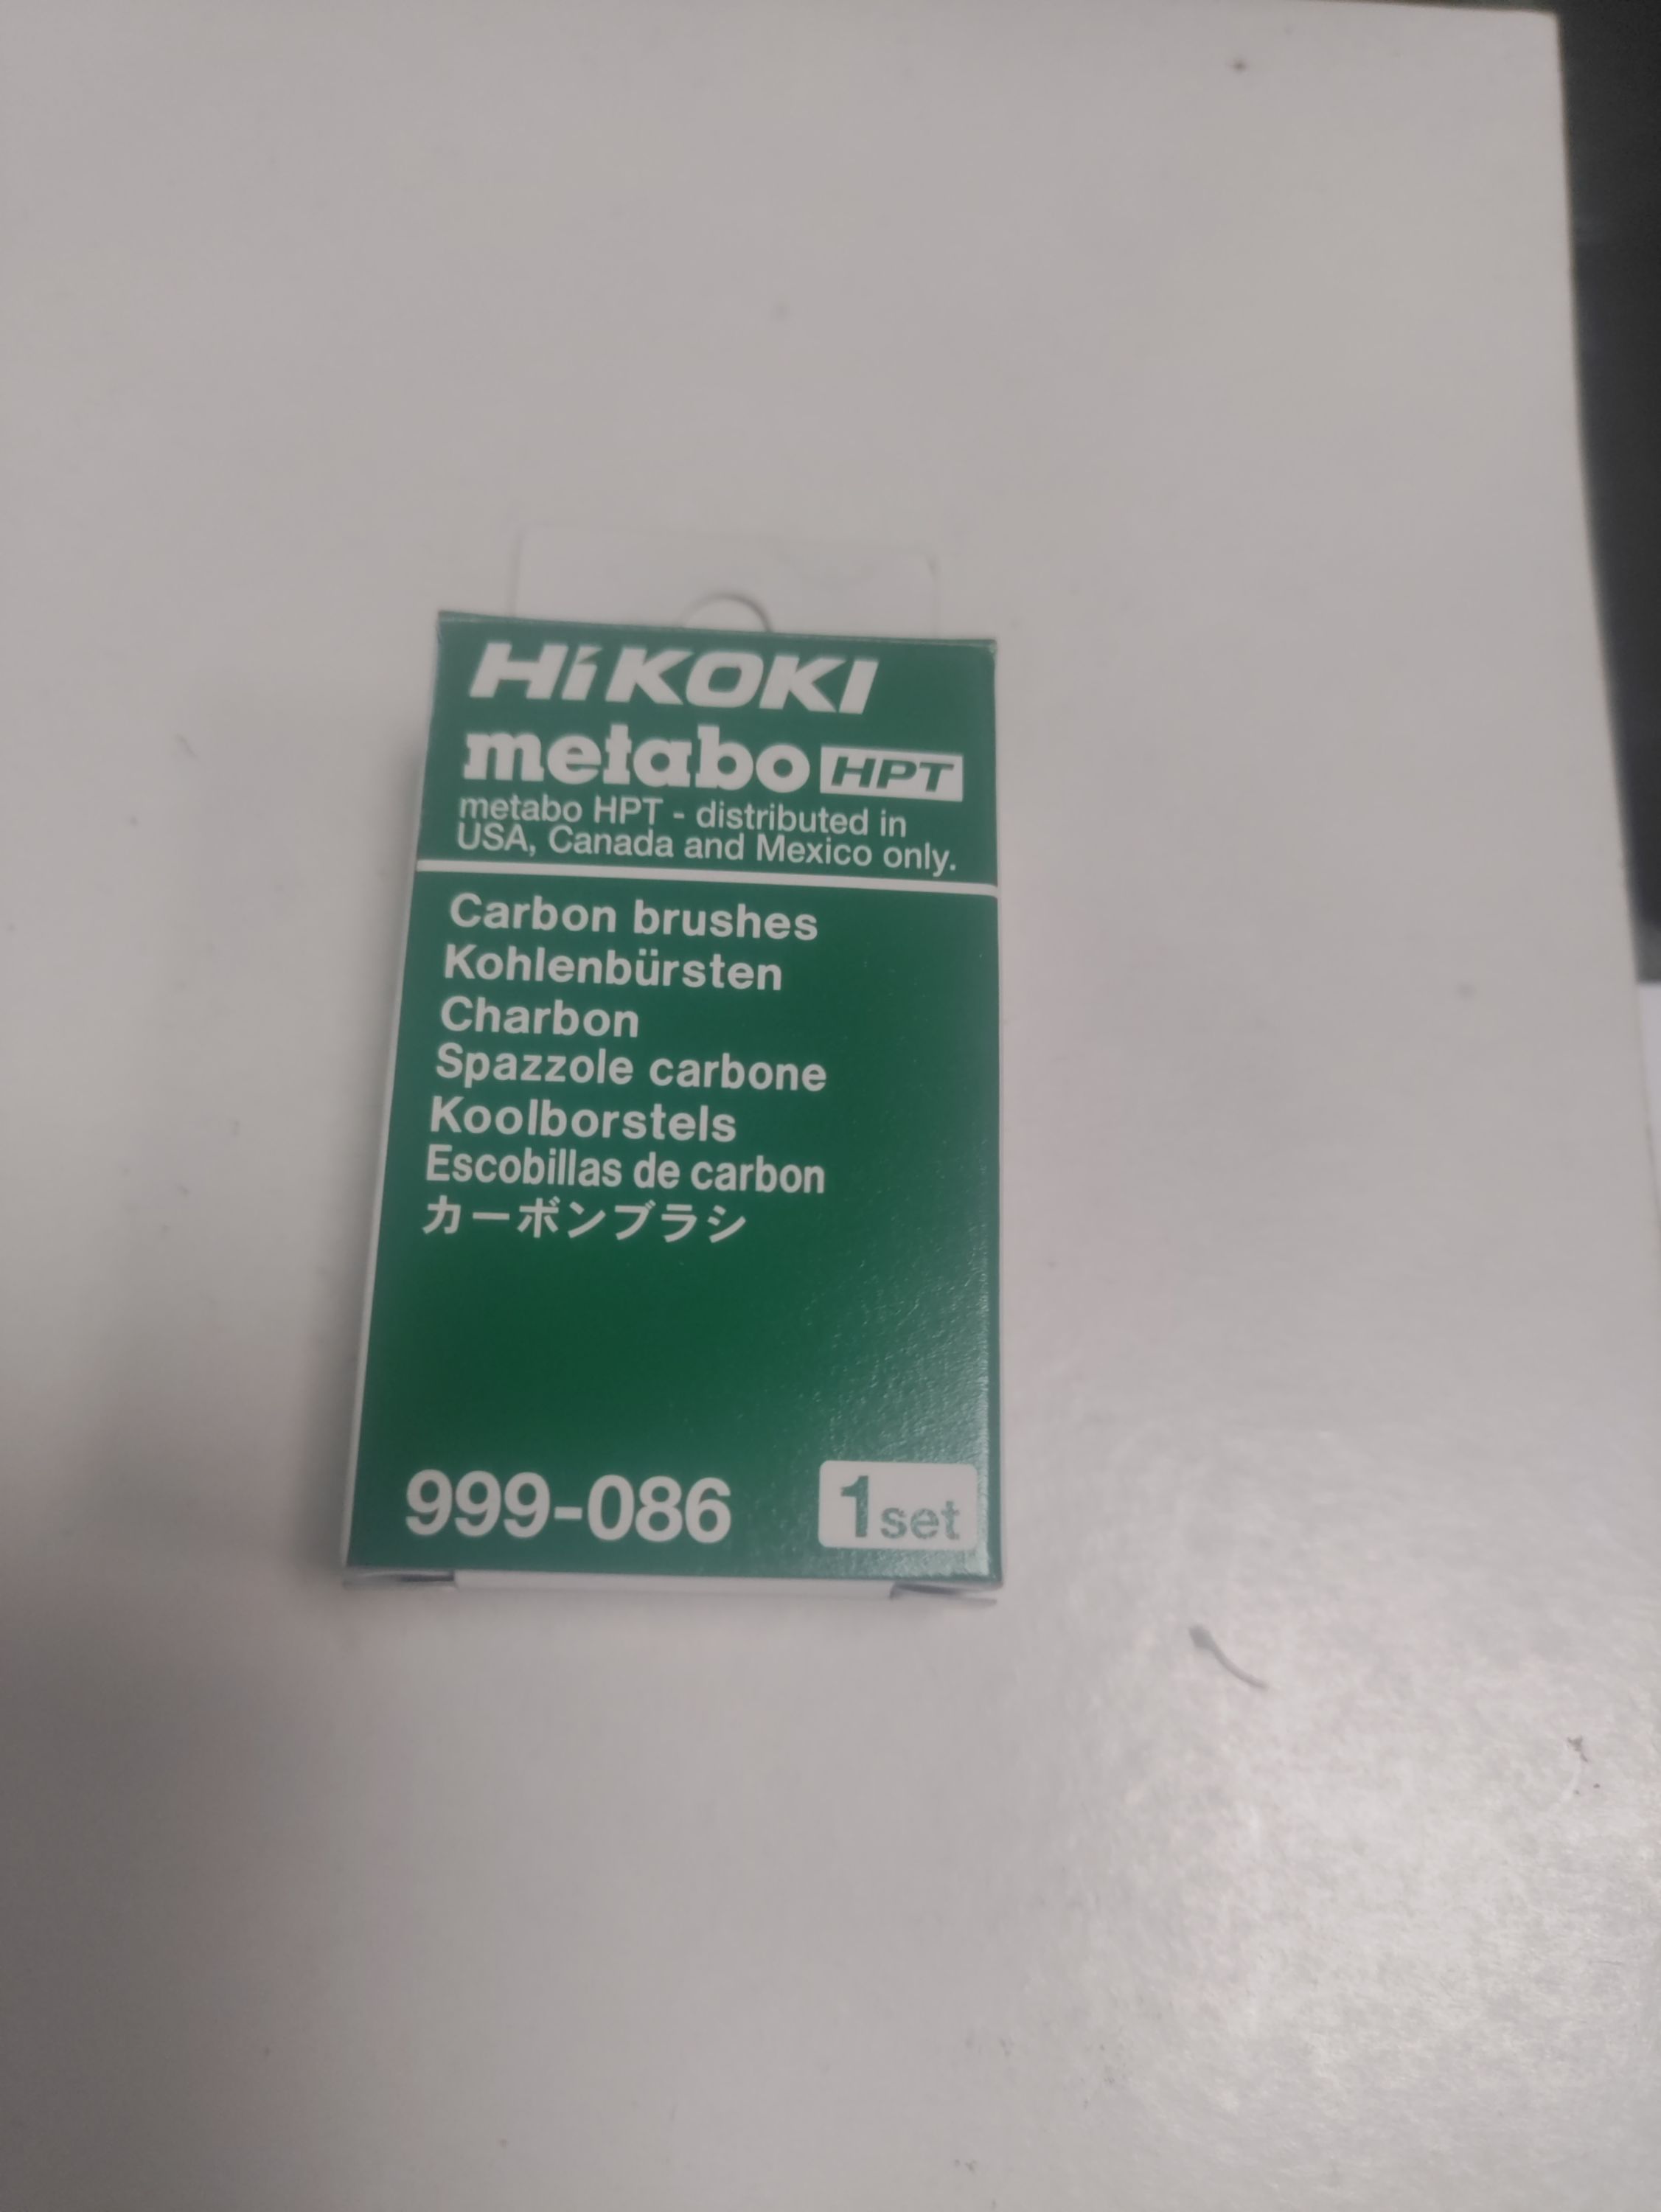 HiKOKI
metabo HPT
metabo HPT - distributed in
USA, Canada and Mexico only.
Carbon brushes
Kohlenbürsten
Charbon
Spazzole carbone
Koolborstels
Escobillas de carbon
カーボンブラシ
999-086 1set